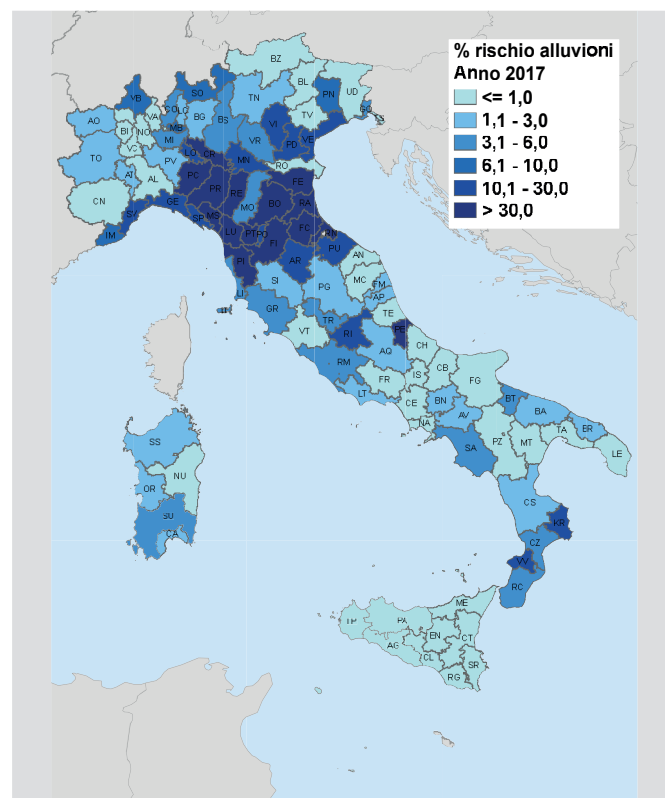 % rischio alluvioni
Anno 2017
<= 1,0
1,1 - 3,0
3,1 - 6,0
6,1 - 10,0
10,1 - 30,0
> 30,0
BZ
VB
SO
BL
UD
PN
AO
VA
CO
LC
BG
BS
TN
TV
GO
TS
BI
NO
MB
MI
VR
VI
VE
TO
VC
PV
LO
CR
MN
PD
RO
AT
AL
PC
PR
RE
MO
FE
BO
RA
CN
GE
SV
IM
SP
MS
LU
PT
PO
FI
FC
RN
PU
PI
AR
AN
LI
SI
PG
MC
FM
AP
GR
TE
LI
VT
TR
RI
PE
CH
RM
AQ
FR
IS
CB
FG
LT
CE
BN
BT
BA
NA
AV
BR
SS
SA
PZ
MT
TA
LE
NU
OR
CS
SU
CA
KR
CZ
VV
RC
ME
TP
PA
EN
CT
AG
CL
SR
RG